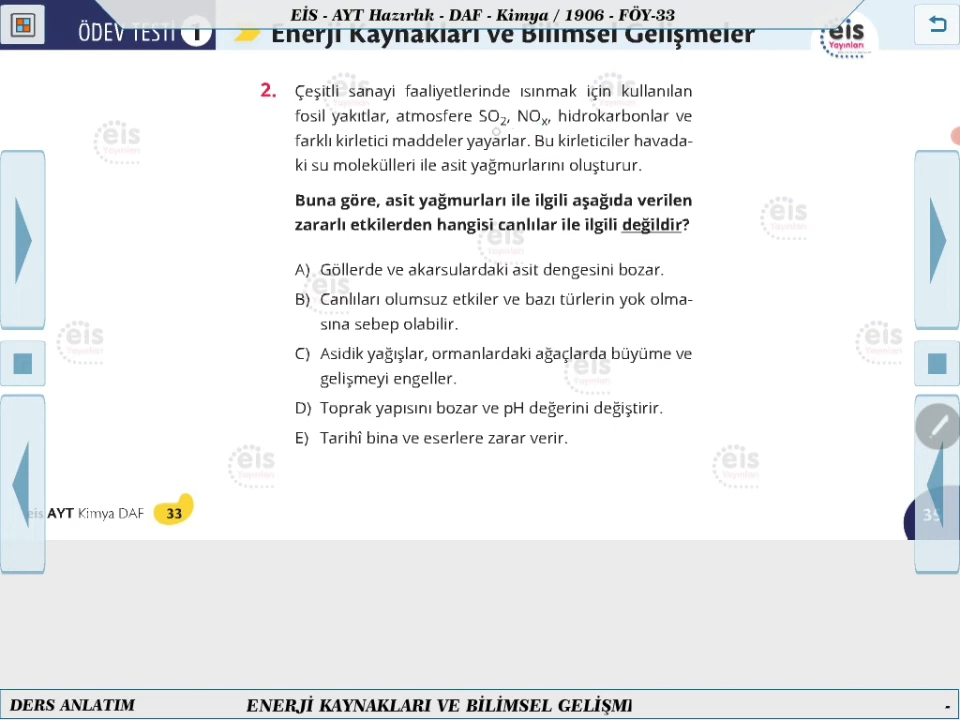 EİS - AYT Hazırlık - DAF - Kimya / 1906 - FÖY-33
ÖDEV TESTİ 1
Enerji Kaynakları ve Bilimsel Gelişmeler
eis
Yayınları
2. Çeşitli sanayi faaliyetlerinde ısınmak için kullanılan
fosil yakıtlar, atmosfere SO₂, NOₓ, hidrokarbonlar ve
farklı kirletici maddeler yayarlar. Bu kirleticiler havada-
ki su molekülleri ile asit yağmurlarını oluşturur.
Buna göre, asit yağmurları ile ilgili aşağıda verilen
zararlı etkilerden hangisi canlılar ile ilgili değildir?
A) Göllerde ve akarsulardaki asit dengesini bozar.
B) Canlıları olumsuz etkiler ve bazı türlerin yok olma-
sına sebep olabilir.
C) Asidik yağışlar, ormanlardaki ağaçlarda büyüme ve
gelişmeyi engeller.
D) Toprak yapısını bozar ve pH değerini değiştirir.
E) Tarihî bina ve eserlere zarar verir.
eis AYT Kimya DAF 33
DERS ANLATIM
ENERJİ KAYNAKLARI VE BİLİMSEL GELİŞMI
-